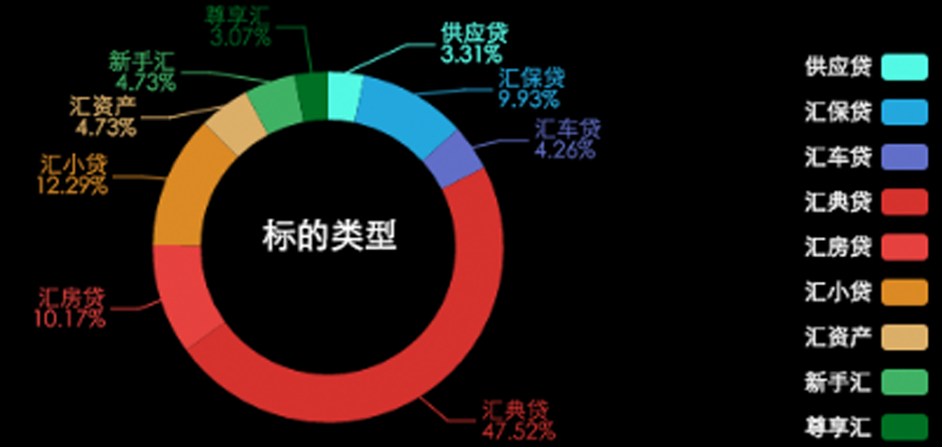 尊享汇
3.07%
供应贷
3.31%
新手汇
4.73%
汇保贷
9.93%
汇资产
4.73%
汇车贷
4.26%
汇小贷
12.29%
标的类型
汇房贷
10.17%
汇典贷
47.52%
供应贷
汇保贷
汇车贷
汇典贷
汇房贷
汇小贷
汇资产
新手汇
尊享汇